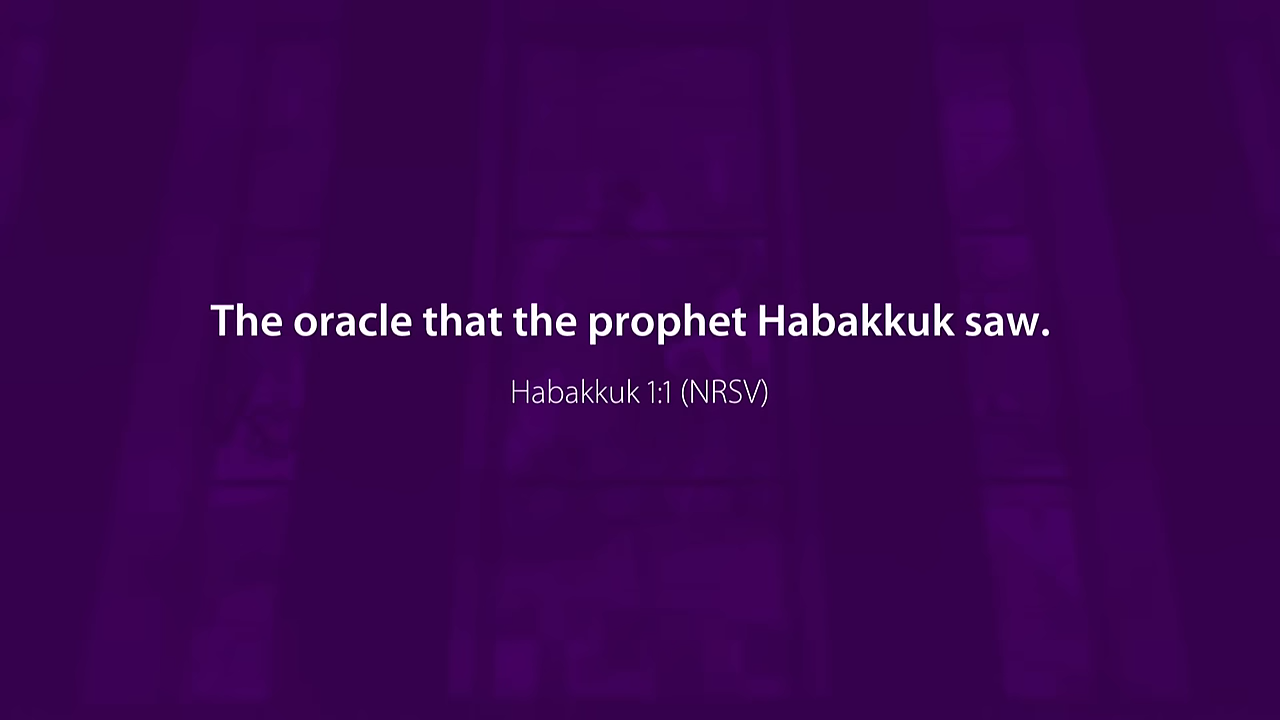 The oracle that the prophet Habakkuk saw.
Habakkuk 1:1 (NRSV)